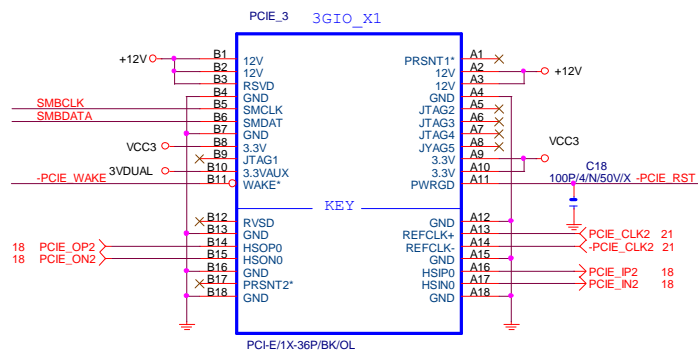 PCIE_3 3GIO_X1
+12V B1 12V PRSNT1* A1
B2 12V 12V A2 +12V
B3 RSVD 12V A3
B4 GND GND A4
SMBCLK B5 SMCLK JTAG2 A5
SMBDATA B6 SMDAT JTAG3 A6
B7 GND JTAG4 A7
VCC3 B8 3.3V JYAG5 A8
B9 JTAG1 3.3V A9 VCC3
3VDUAL B10 3.3VAUX 3.3V A10 C18
-PCIE_WAKE B11 WAKE* PWRGD A11 100P/4/N/50V/X -PCIE_RST
KEY
B12 RVSD GND A12
B13 GND REFCLK+ A13 PCIE_CLK2 21
18 PCIE_OP2 B14 HSOP0 REFCLK- A14 -PCIE_CLK2 21
18 PCIE_ON2 B15 HSON0 GND A15
B16 GND HSIP0 A16 PCIE_IP2 18
B17 PRSNT2* HSIN0 A17 PCIE_IN2 18
B18 GND GND A18
PCI-E/1X-36P/BK/OL